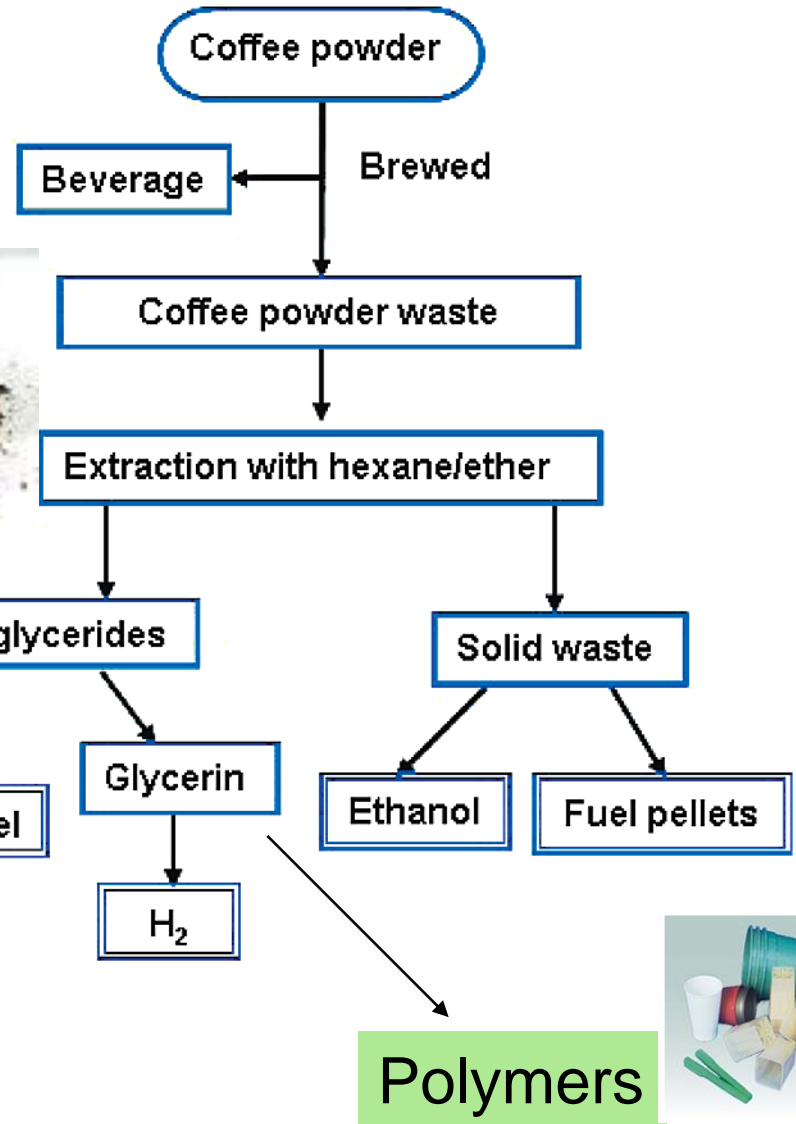 Coffee powder
Brewed
Beverage
Coffee powder waste
Extraction with hexane/ether
glycerides
Solid waste
Glycerin
Ethanol
Fuel pellets
el
H₂
Polymers